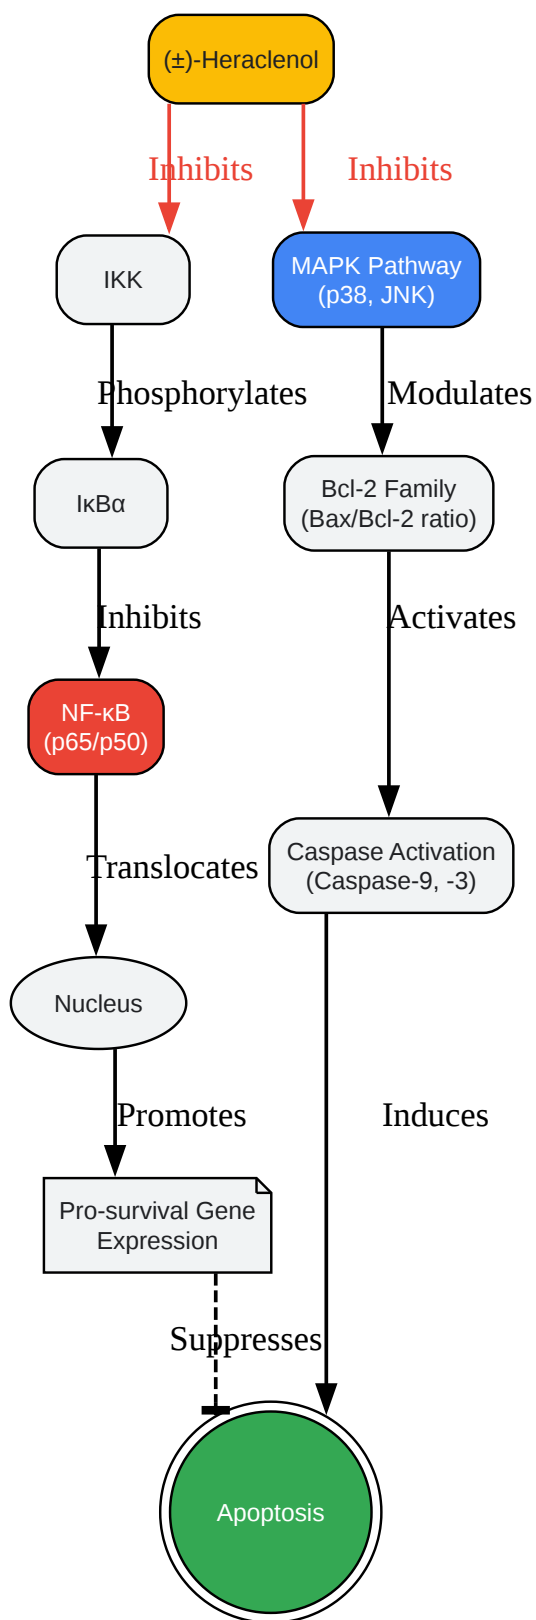 (±)-Heraclenol
Inhibits
Inhibits
IKK
MAPK Pathway
(p38, JNK)
Phosphorylates
Modulates
IκBα
Bcl-2 Family
(Bax/Bcl-2 ratio)
Inhibits
Activates
NF-κB
(p65/p50)
Translocates
Caspase Activation
(Caspase-9, -3)
Nucleus
Promotes
Induces
Pro-survival Gene
Expression
Suppresses
Apoptosis